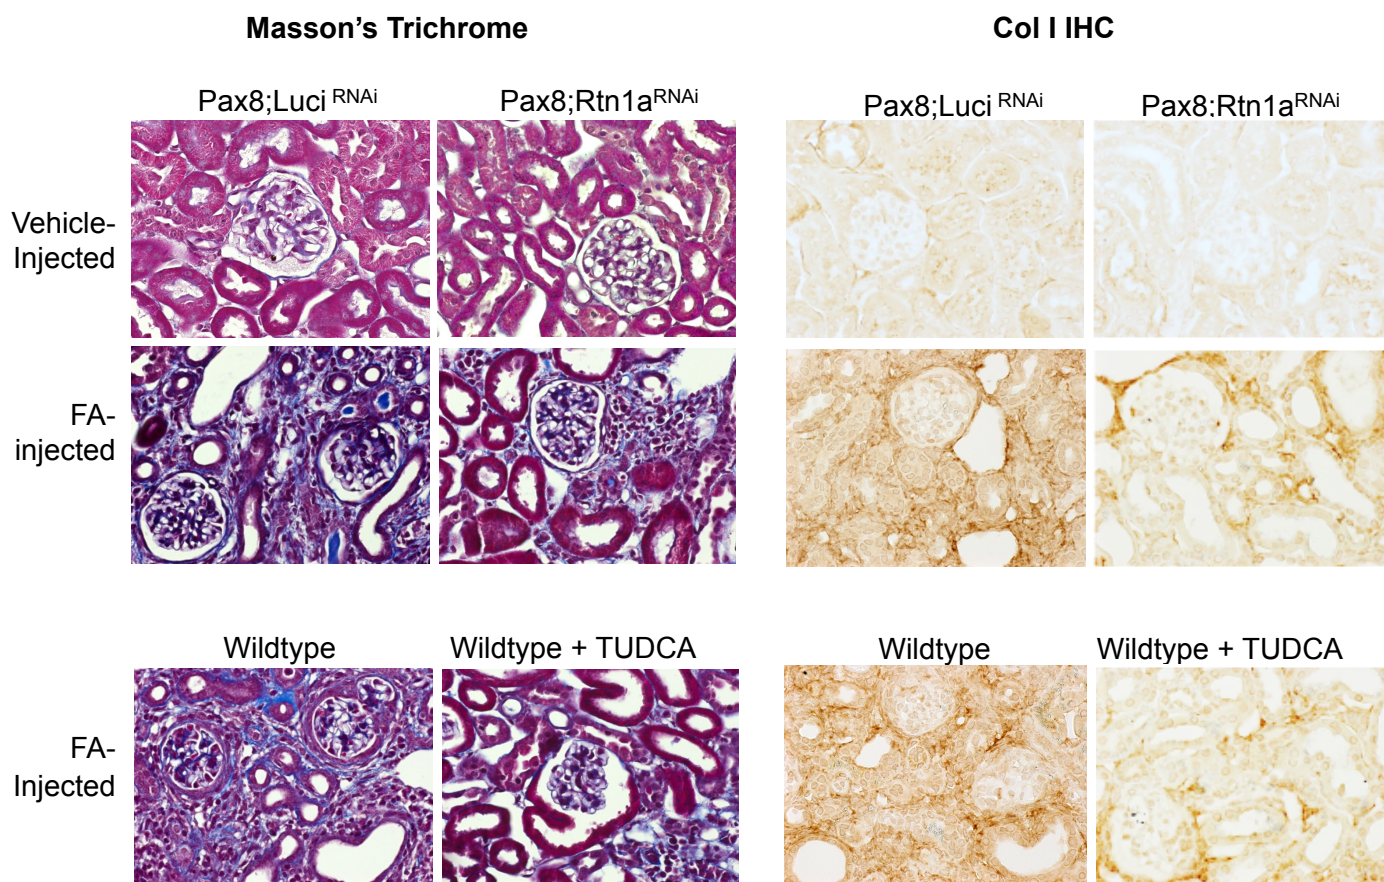 Masson's Trichrome
Col I IHC
Pax8;Luci RNAi
Pax8;Rtn1aRNAi
Pax8;Luci RNAi
Pax8;Rtn1aRNAi
Vehicle-
Injected
FA-
injected
Wildtype
Wildtype + TUDCA
Wildtype
Wildtype + TUDCA
FA-
Injected